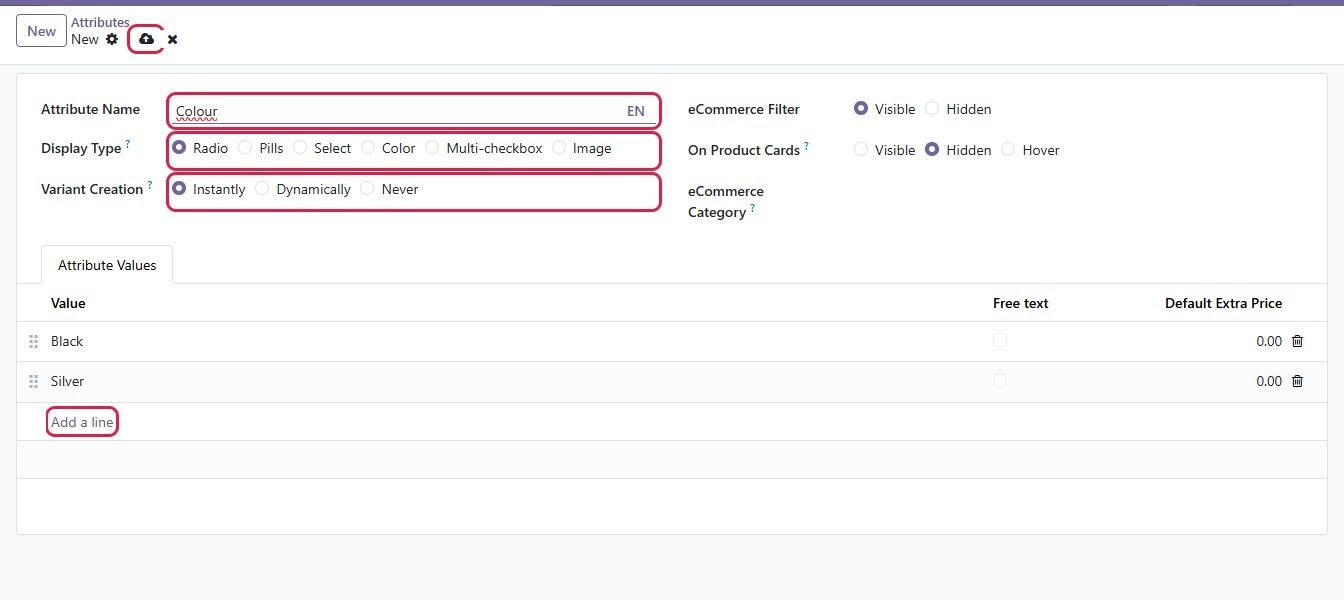 New
Attributes
New
Attribute Name
Colour
EN
eCommerce Filter
Visible
Hidden
Display Type ?
Radio
Pills
Select
Color
Multi-checkbox
Image
On Product Cards ?
Visible
Hidden
Hover
Variant Creation ?
Instantly
Dynamically
Never
eCommerce
Category ?
Attribute Values
Value
Free text
Default Extra Price
Black
0.00
Silver
0.00
Add a line